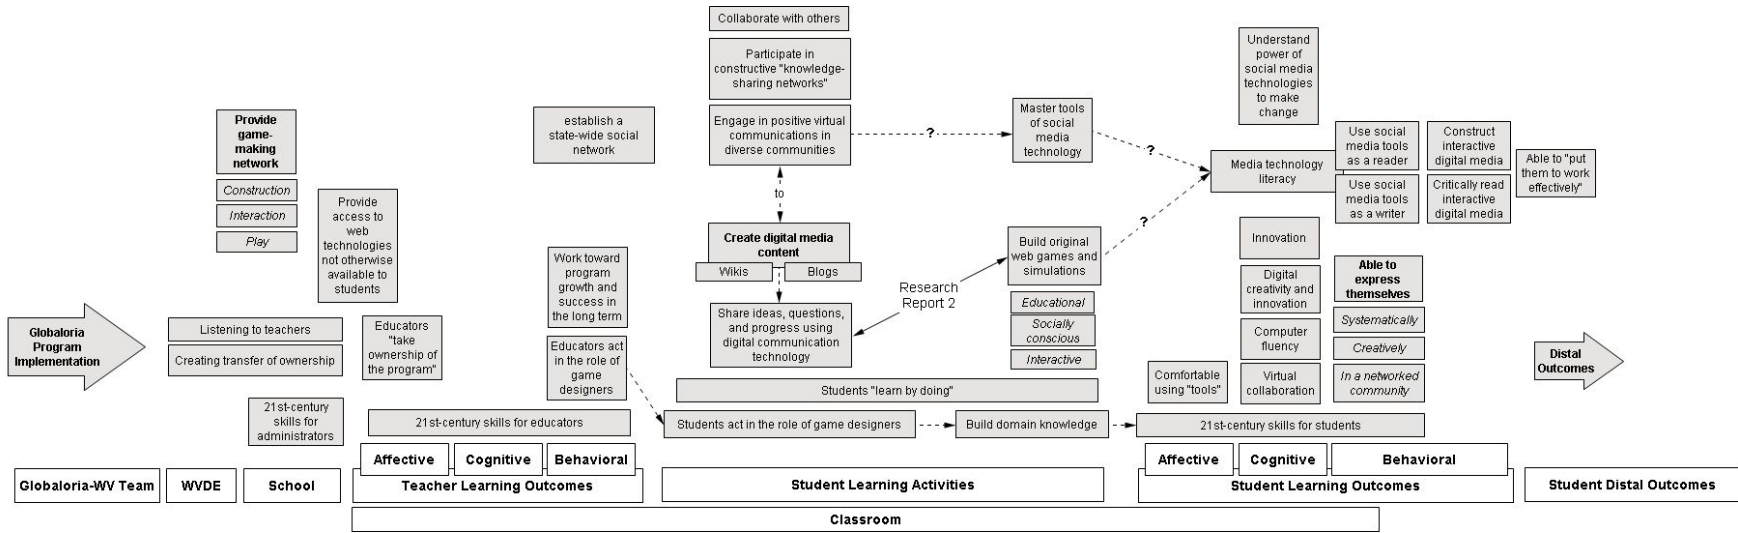 Globaloria
Program
Implementation
Provide
game-
making
network
Construction
Interaction
Play
Provide
access to
web
technologies
not otherwise
available to
students
Listening to teachers
Creating transfer of ownership
21st-century
skills for
administrators
Educators
"take
ownership of
the program"
establish a
state-wide social
network
Work toward
program
growth and
success in
the long term
Educators act
in the role of
game
designers
21st-century skills for educators
Collaborate with others
Participate in
constructive "knowledge-
sharing networks"
Engage in positive virtual
communications in
diverse communities
to
Create digital media
content
Wikis
Blogs
Share ideas, questions,
and progress using
digital communication
technology
Research
Report 2
?
Master tools
of social
media
technology
Build original
web games and
simulations
Educational
Socially
conscious
Interactive
Students "learn by doing"
Students act in the role of game designers
Build domain knowledge
?
?
Understand
power of
social media
technologies
to make
change
Media technology
literacy
Use social
media tools
as a reader
Construct
interactive
digital media
Use social
media tools
as a writer
Critically read
interactive
digital media
Able to "put
them to work
effectively"
Innovation
Digital
creativity and
innovation
Computer
fluency
Virtual
collaboration
Comfortable
using "tools"
Able to
express
themselves
Systematically
Creatively
In a networked
community
21st-century skills for students
Distal
Outcomes
Affective
Cognitive
Behavioral
Affective
Cognitive
Behavioral
Globaloria-WV Team
WVDE
School
Teacher Learning Outcomes
Student Learning Activities
Student Learning Outcomes
Student Distal Outcomes
Classroom